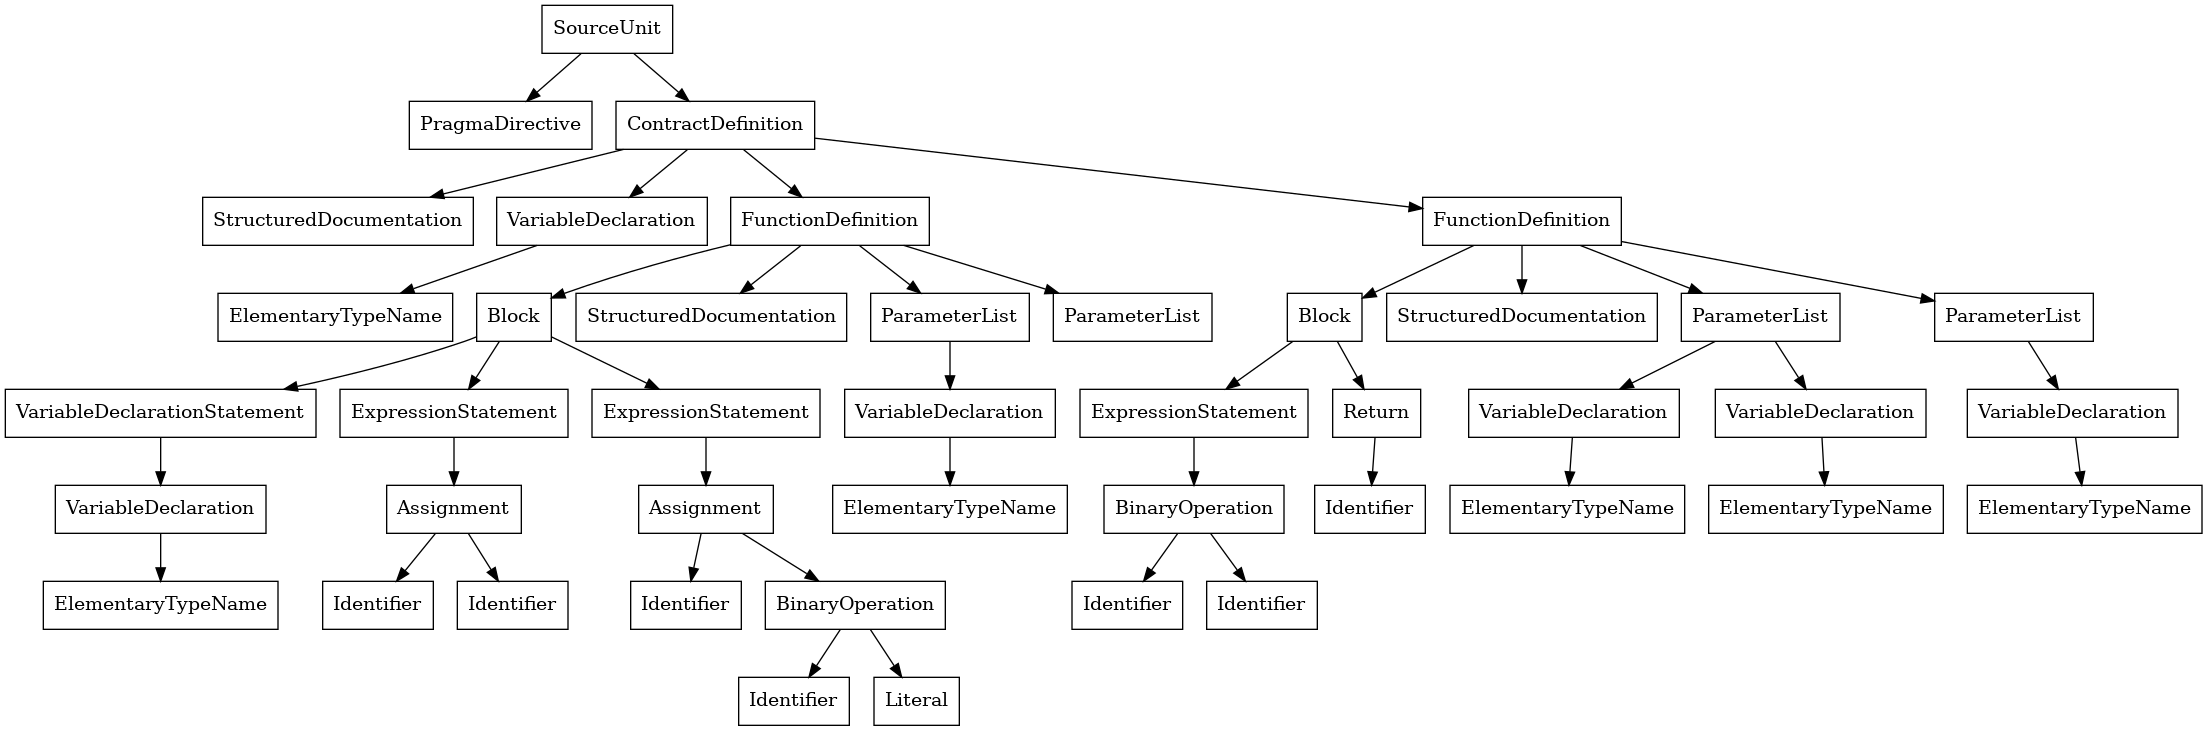 SourceUnit
PragmaDirective
ContractDefinition
StructuredDocumentation
VariableDeclaration
FunctionDefinition
FunctionDefinition
ElementaryTypeName
Block
StructuredDocumentation
ParameterList
ParameterList
Block
StructuredDocumentation
ParameterList
ParameterList
VariableDeclarationStatement
ExpressionStatement
ExpressionStatement
VariableDeclaration
ExpressionStatement
Return
VariableDeclaration
VariableDeclaration
VariableDeclaration
VariableDeclaration
Assignment
Assignment
ElementaryTypeName
BinaryOperation
Identifier
ElementaryTypeName
ElementaryTypeName
ElementaryTypeName
ElementaryTypeName
Identifier
Identifier
Identifier
BinaryOperation
Identifier
Identifier
Identifier
Literal